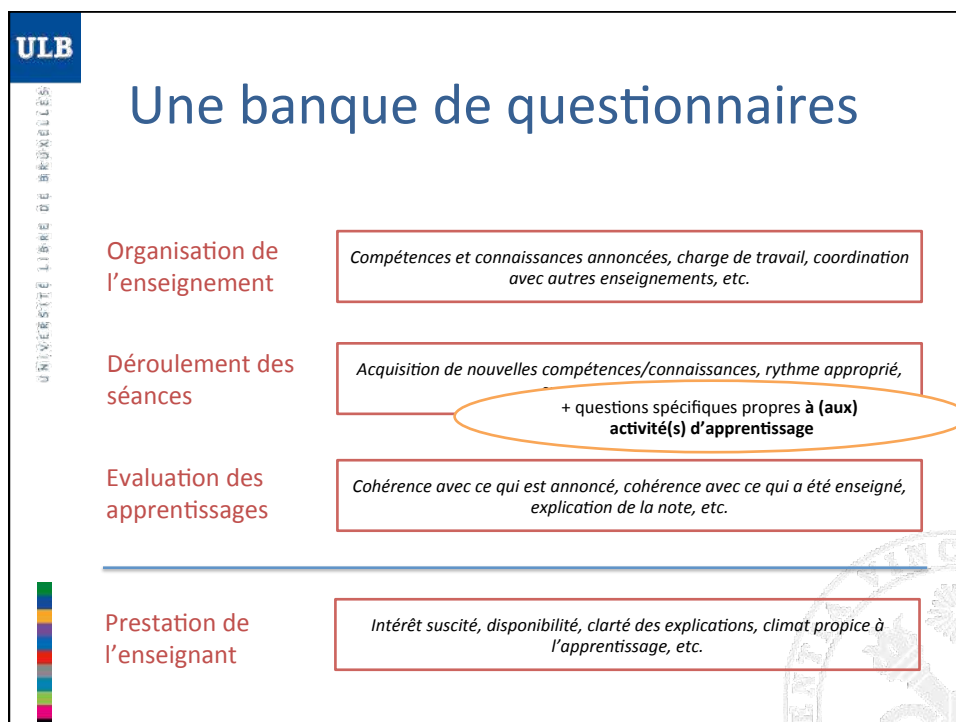 ULB
UNIVERSITÉ LIBRE DE BRUXELLES
Une banque de questionnaires
Organisation de
l’enseignement
Compétences et connaissances annoncées, charge de travail, coordination
avec autres enseignements, etc.
Déroulement des
séances
Acquisition de nouvelles compétences/connaissances, rythme approprié,
+ questions spécifiques propres à (aux)
activité(s) d’apprentissage
Evaluation des
apprentissages
Cohérence avec ce qui est annoncé, cohérence avec ce qui a été enseigné,
explication de la note, etc.
Prestation de
l’enseignant
Intérêt suscité, disponibilité, clarté des explications, climat propice à
l’apprentissage, etc.